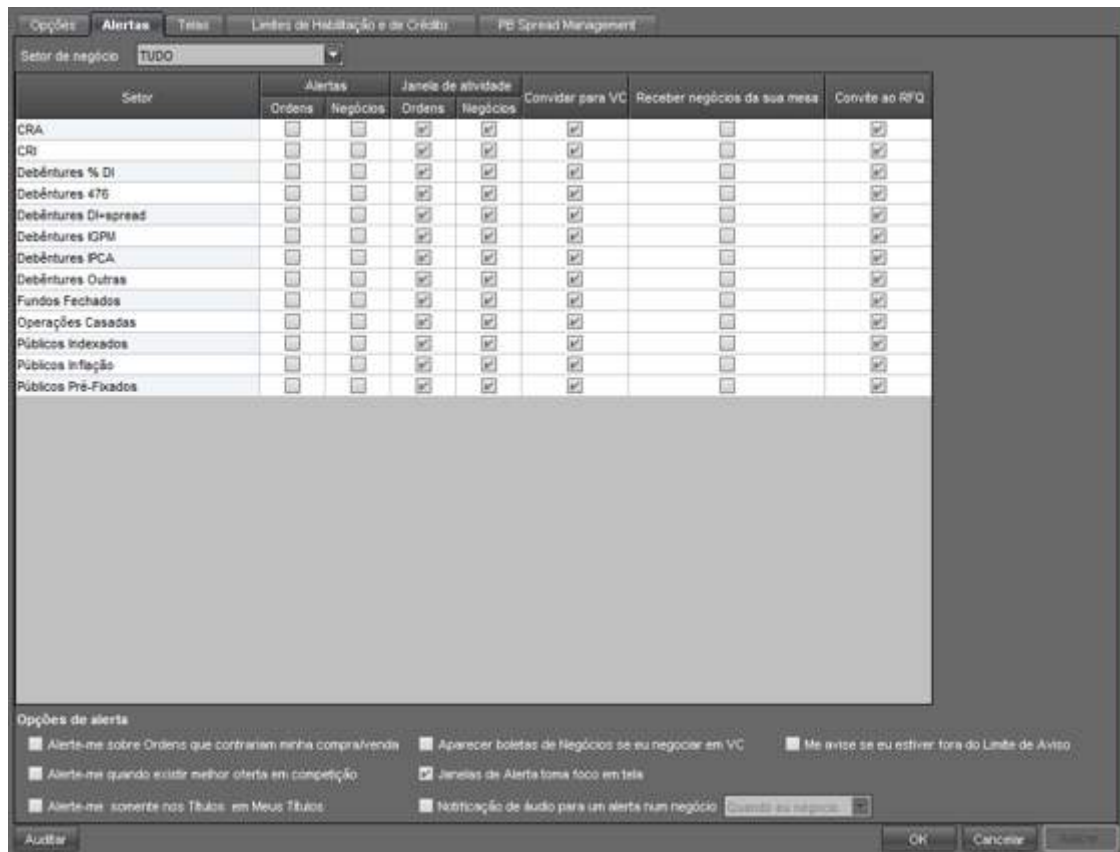 Opções Alertas Telas Limites de Habilitação e de Crédito PB Spread Management
Setor de negócio TUDO
Setor Alertas Janela de atividade Convidar para VC Receber negócios da sua mesa Convite ao RFQ
Ordens Negócios Ordens Negócios
CRA
CRI
Debêntures % DI
Debêntures 476
Debêntures DI+spread
Debêntures IGPM
Debêntures IPCA
Debêntures Outras
Fundos Fechados
Operações Casadas
Públicos Indexados
Públicos Inflação
Públicos Pré-Fixados
Opções de alerta
Alerte-me sobre Ordens que contrariam minha compra/venda Aparecer boletas de Negócios se eu negociar em VC Me avise se eu estiver fora do Limite de Aviso
Alerte-me quando existir melhor oferta em competição Janelas de Alerta toma foco em tela
Alerte-me somente nos Títulos em Meus Títulos Notificação de áudio para um alerta num negócio Quando eu negocio
Auditar OK Cancelar